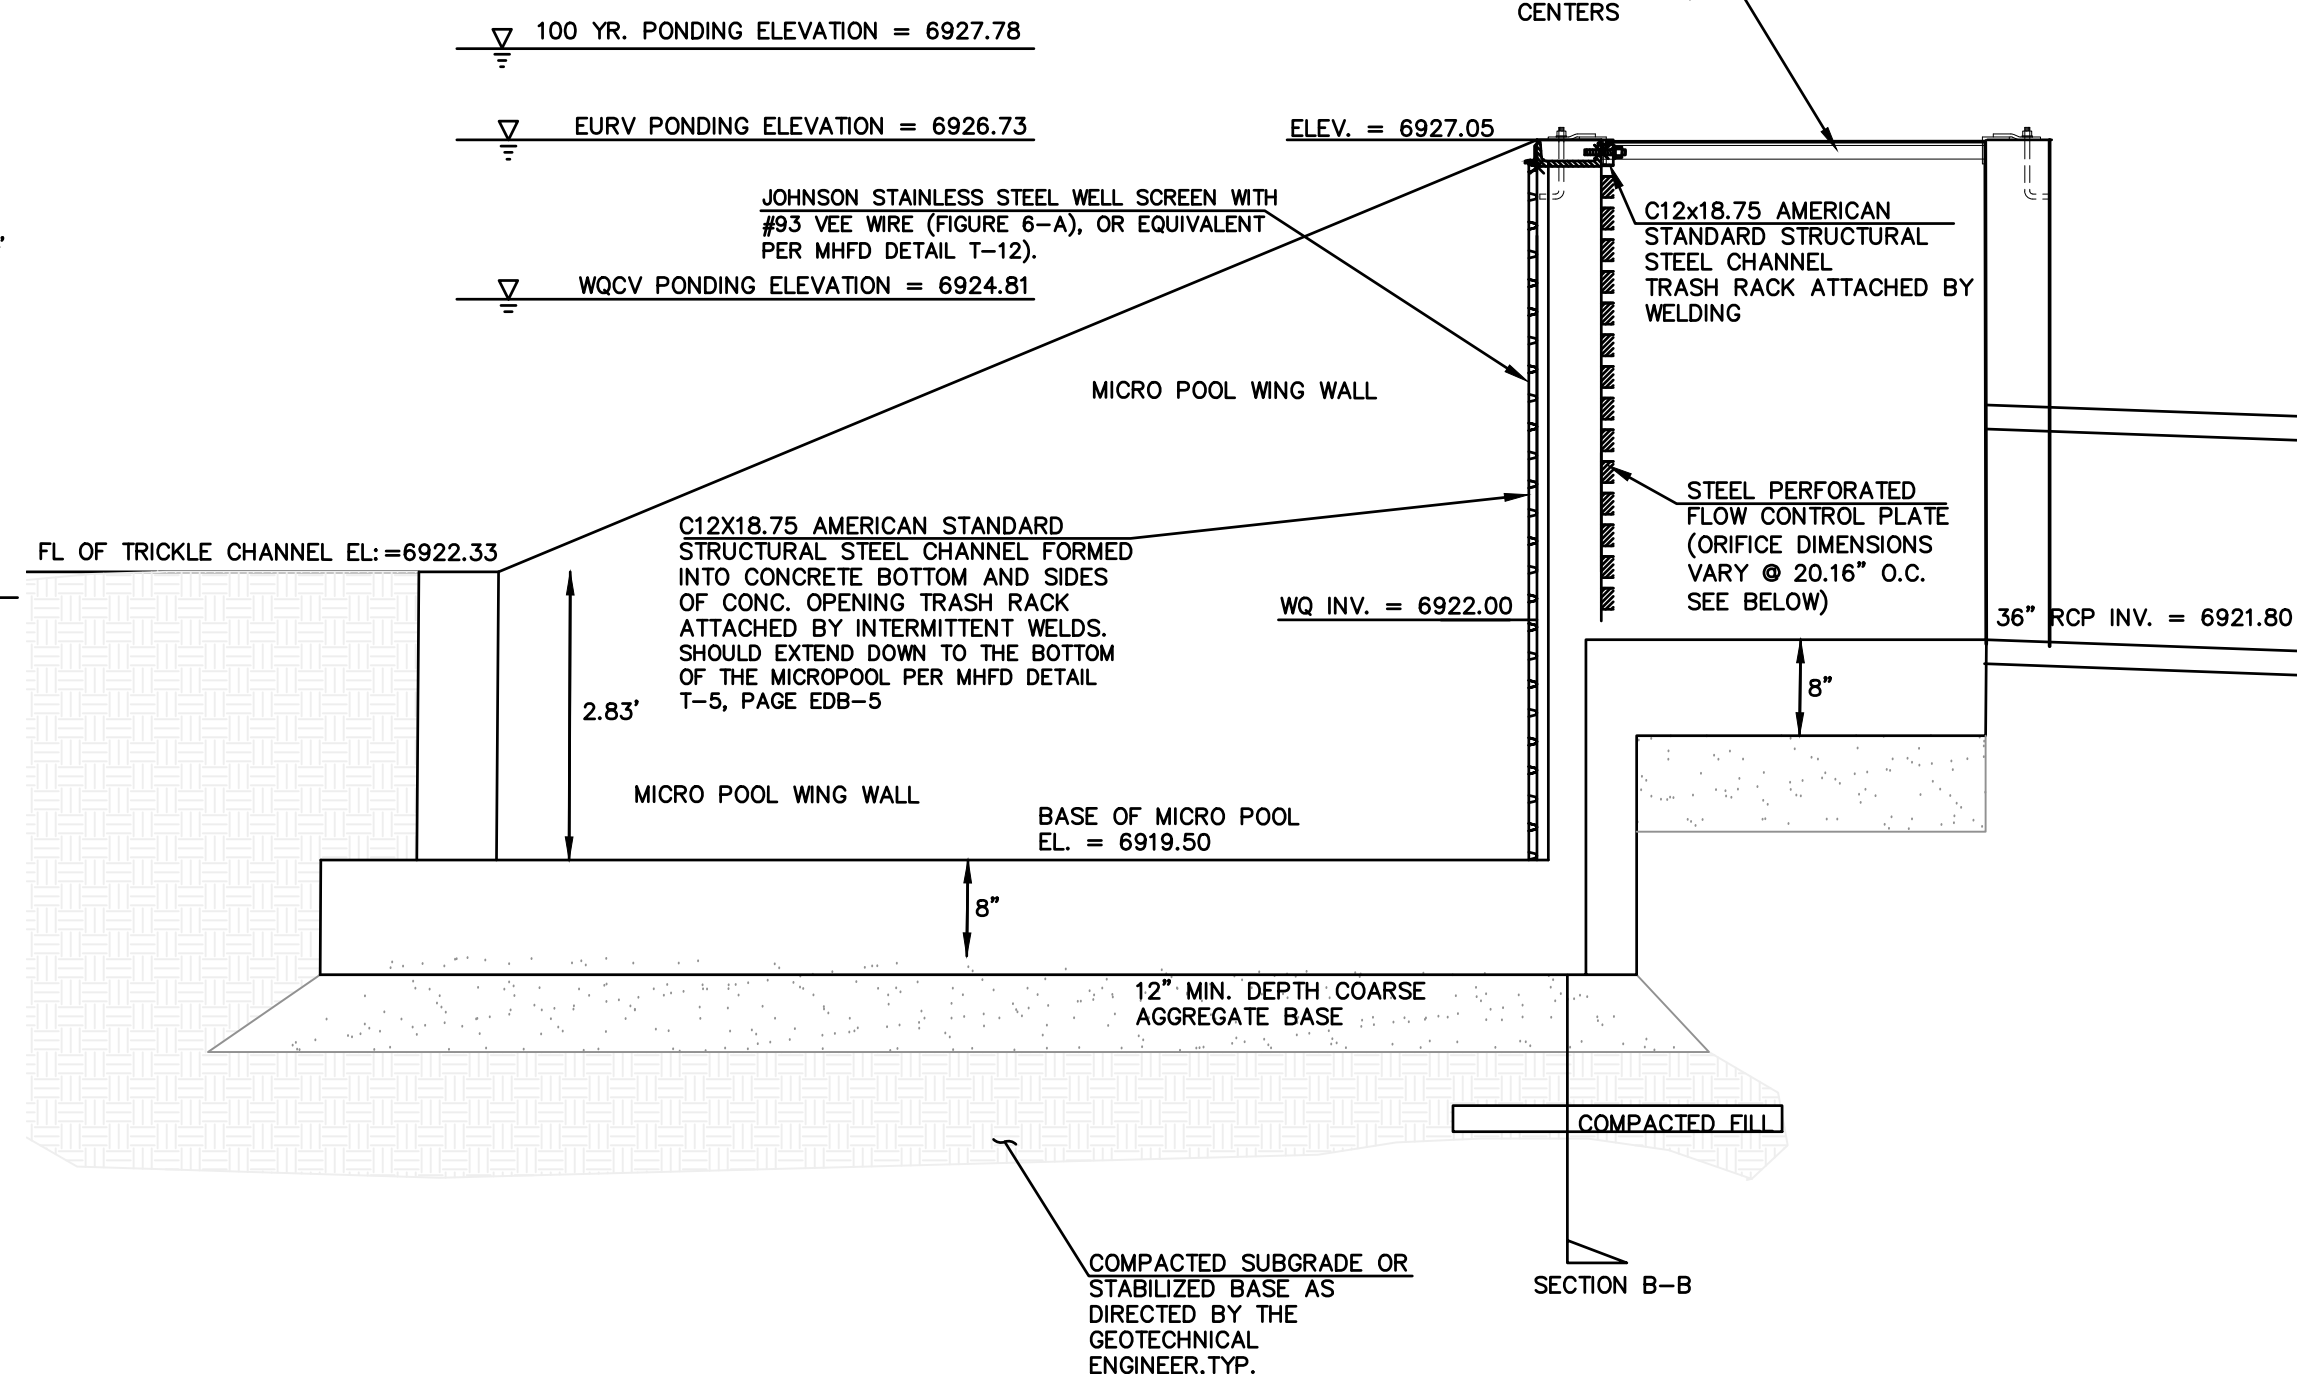 CENTERS
100 YR. PONDING ELEVATION = 6927.78
EURV PONDING ELEVATION = 6926.73
ELEV. = 6927.05
JOHNSON STAINLESS STEEL WELL SCREEN WITH
#93 VEE WIRE (FIGURE 6-A), OR EQUIVALENT
PER MHFD DETAIL T-12).
WQCV PONDING ELEVATION = 6924.81
C12x18.75 AMERICAN
STANDARD STRUCTURAL
STEEL CHANNEL
TRASH RACK ATTACHED BY
WELDING
MICRO POOL WING WALL
STEEL PERFORATED
FLOW CONTROL PLATE
(ORIFICE DIMENSIONS
VARY @ 20.16" O.C.
SEE BELOW)
FL OF TRICKLE CHANNEL EL:=6922.33
C12X18.75 AMERICAN STANDARD
STRUCTURAL STEEL CHANNEL FORMED
INTO CONCRETE BOTTOM AND SIDES
OF CONC. OPENING TRASH RACK
ATTACHED BY INTERMITTENT WELDS.
SHOULD EXTEND DOWN TO THE BOTTOM
OF THE MICROPOOL PER MHFD DETAIL
T-5, PAGE EDB-5
WQ INV. = 6922.00
36" RCP INV. = 6921.80
8"
2.83'
MICRO POOL WING WALL
BASE OF MICRO POOL
EL. = 6919.50
8"
12" MIN. DEPTH COARSE
AGGREGATE BASE
COMPACTED FILL
COMPACTED SUBGRADE OR
STABILIZED BASE AS
DIRECTED BY THE
GEOTECHNICAL
ENGINEER.TYP.
SECTION B-B